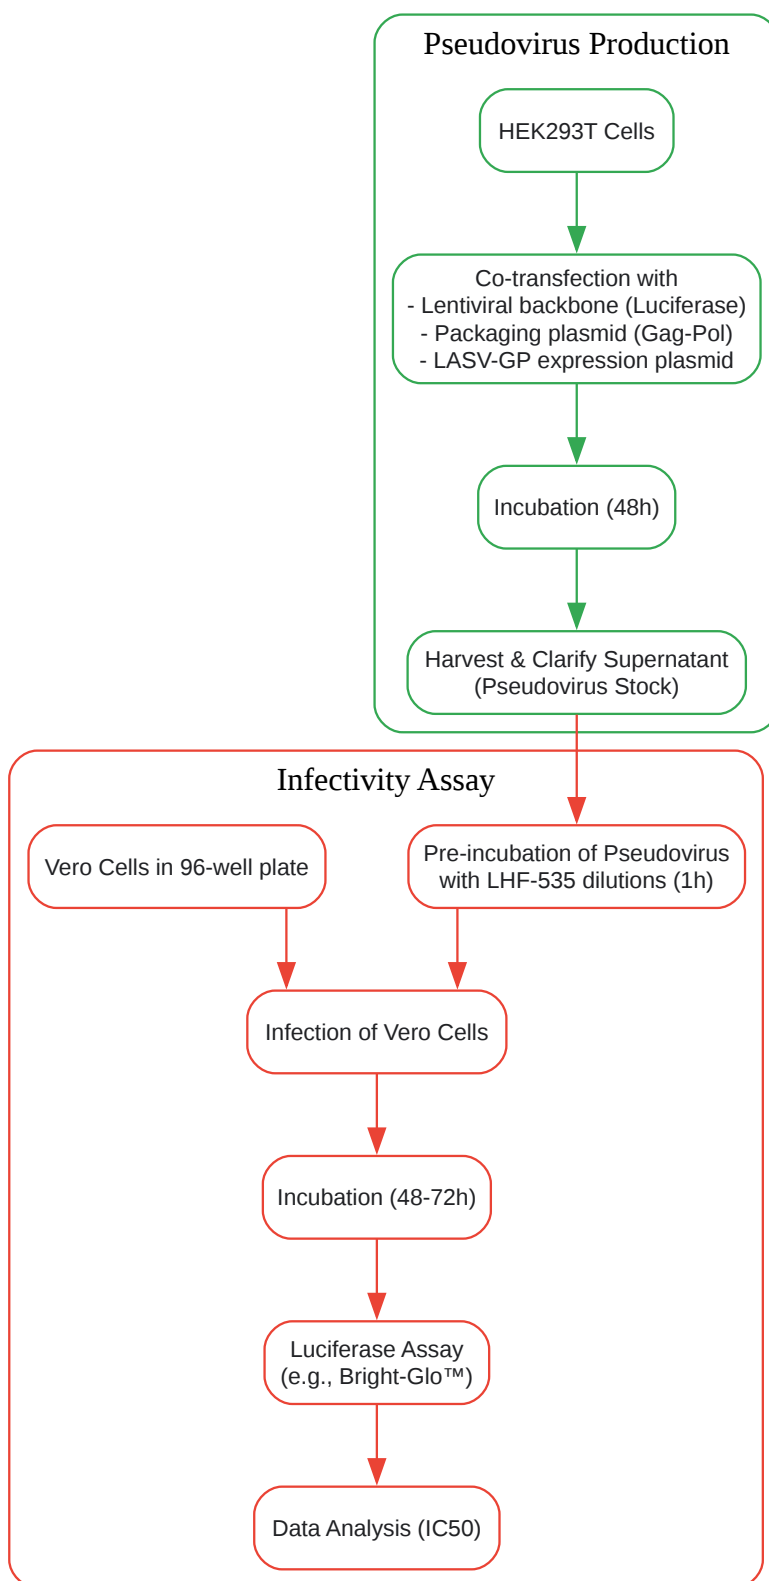 Pseudovirus Production
HEK293T Cells
Co-transfection with
- Lentiviral backbone (Luciferase)
- Packaging plasmid (Gag-Pol)
- LASV-GP expression plasmid
Incubation (48h)
Harvest & Clarify Supernatant
(Pseudovirus Stock)
Infectivity Assay
Vero Cells in 96-well plate
Pre-incubation of Pseudovirus
with LHF-535 dilutions (1h)
Infection of Vero Cells
Incubation (48-72h)
Luciferase Assay
(e.g., Bright-Glo™)
Data Analysis (IC50)